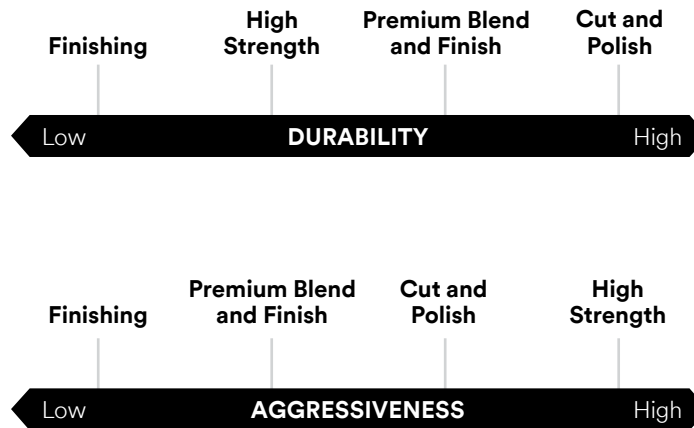 Finishing
High
Strength
Premium Blend
and Finish
Cut and
Polish
Low DURABILITY High
Finishing
Premium Blend
and Finish
Cut and
Polish
High
Strength
Low AGGRESSIVENESS High